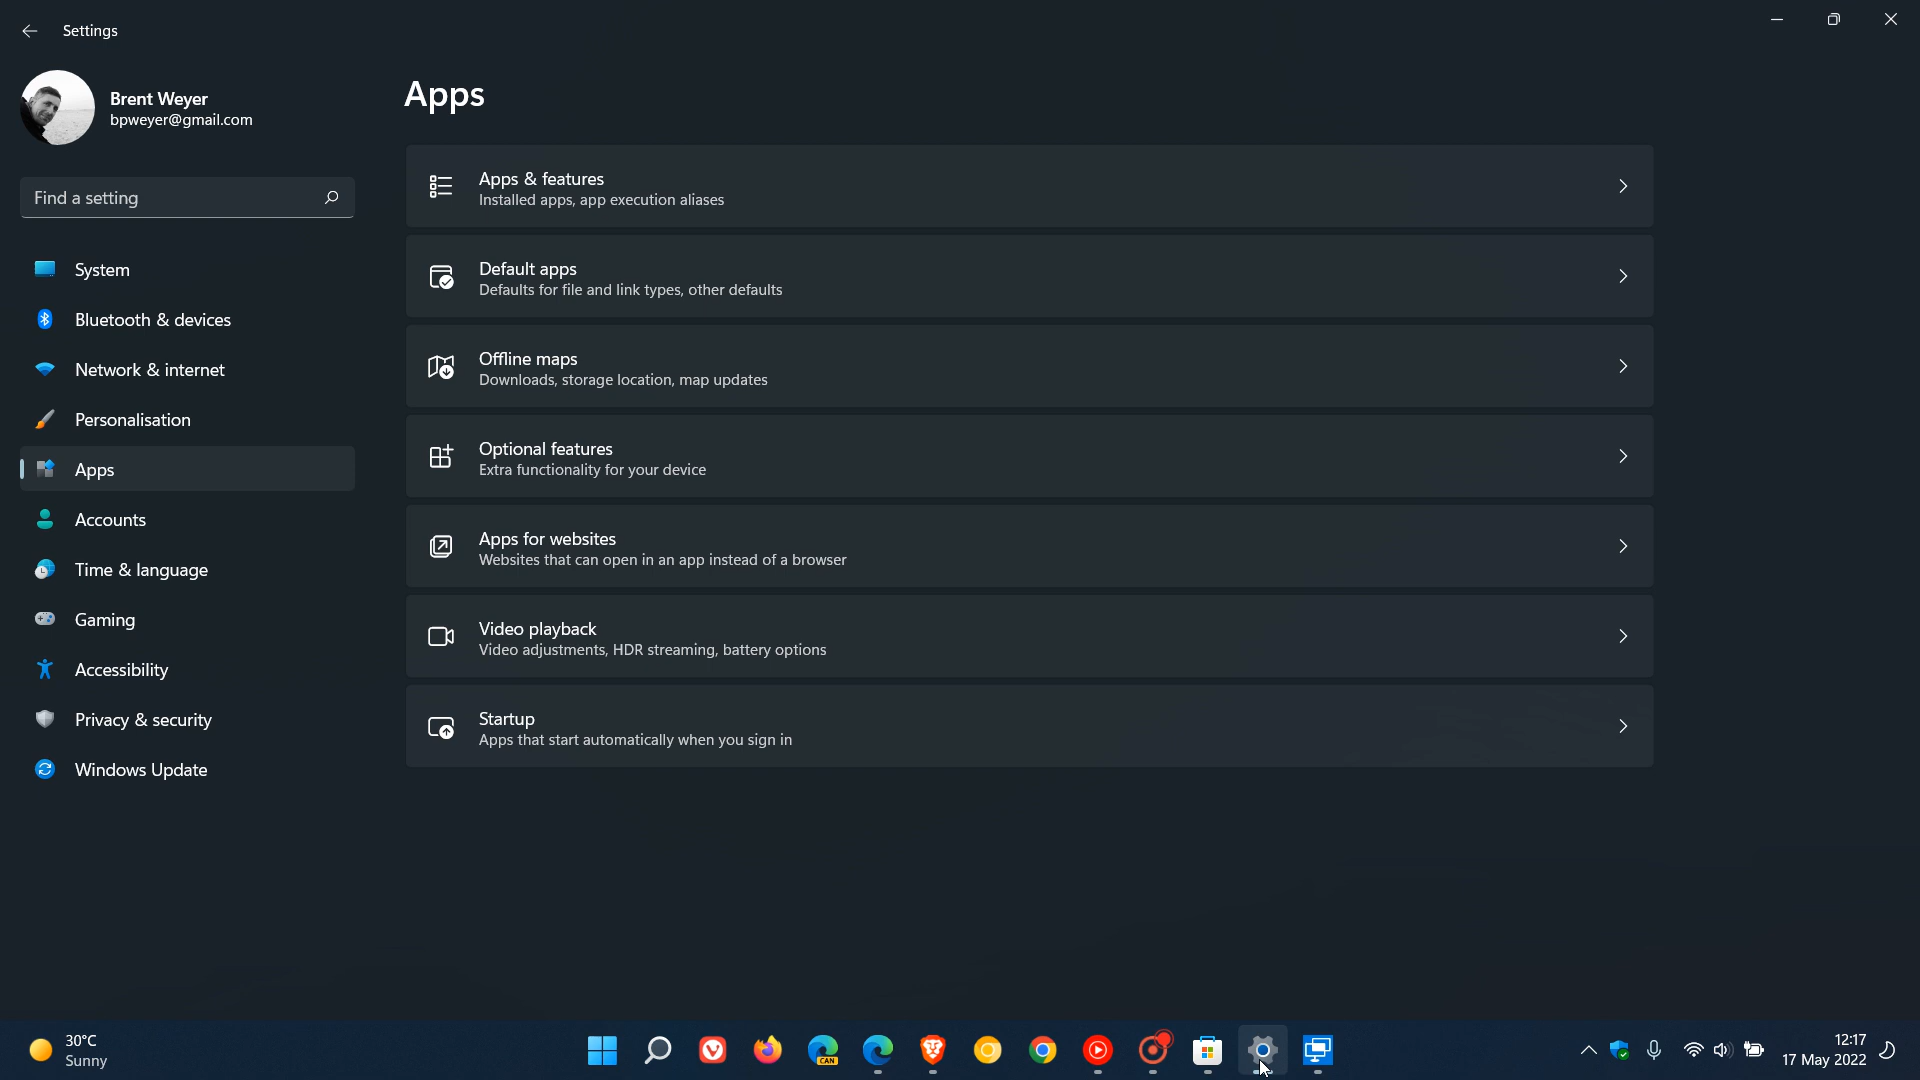 Settings
Brent Weyer
bpweyer@gmail.com
Find a setting
System
Bluetooth & devices
Network & internet
Personalisation
Apps
Accounts
Time & language
Gaming
Accessibility
Privacy & security
Windows Update
Apps
Apps & features
Installed apps, app execution aliases
Default apps
Defaults for file and link types, other defaults
Offline maps
Downloads, storage location, map updates
Optional features
Extra functionality for your device
Apps for websites
Websites that can open in an app instead of a browser
Video playback
Video adjustments, HDR streaming, battery options
Startup
Apps that start automatically when you sign in
30°C
Sunny
CAN
12:17
17 May 2022